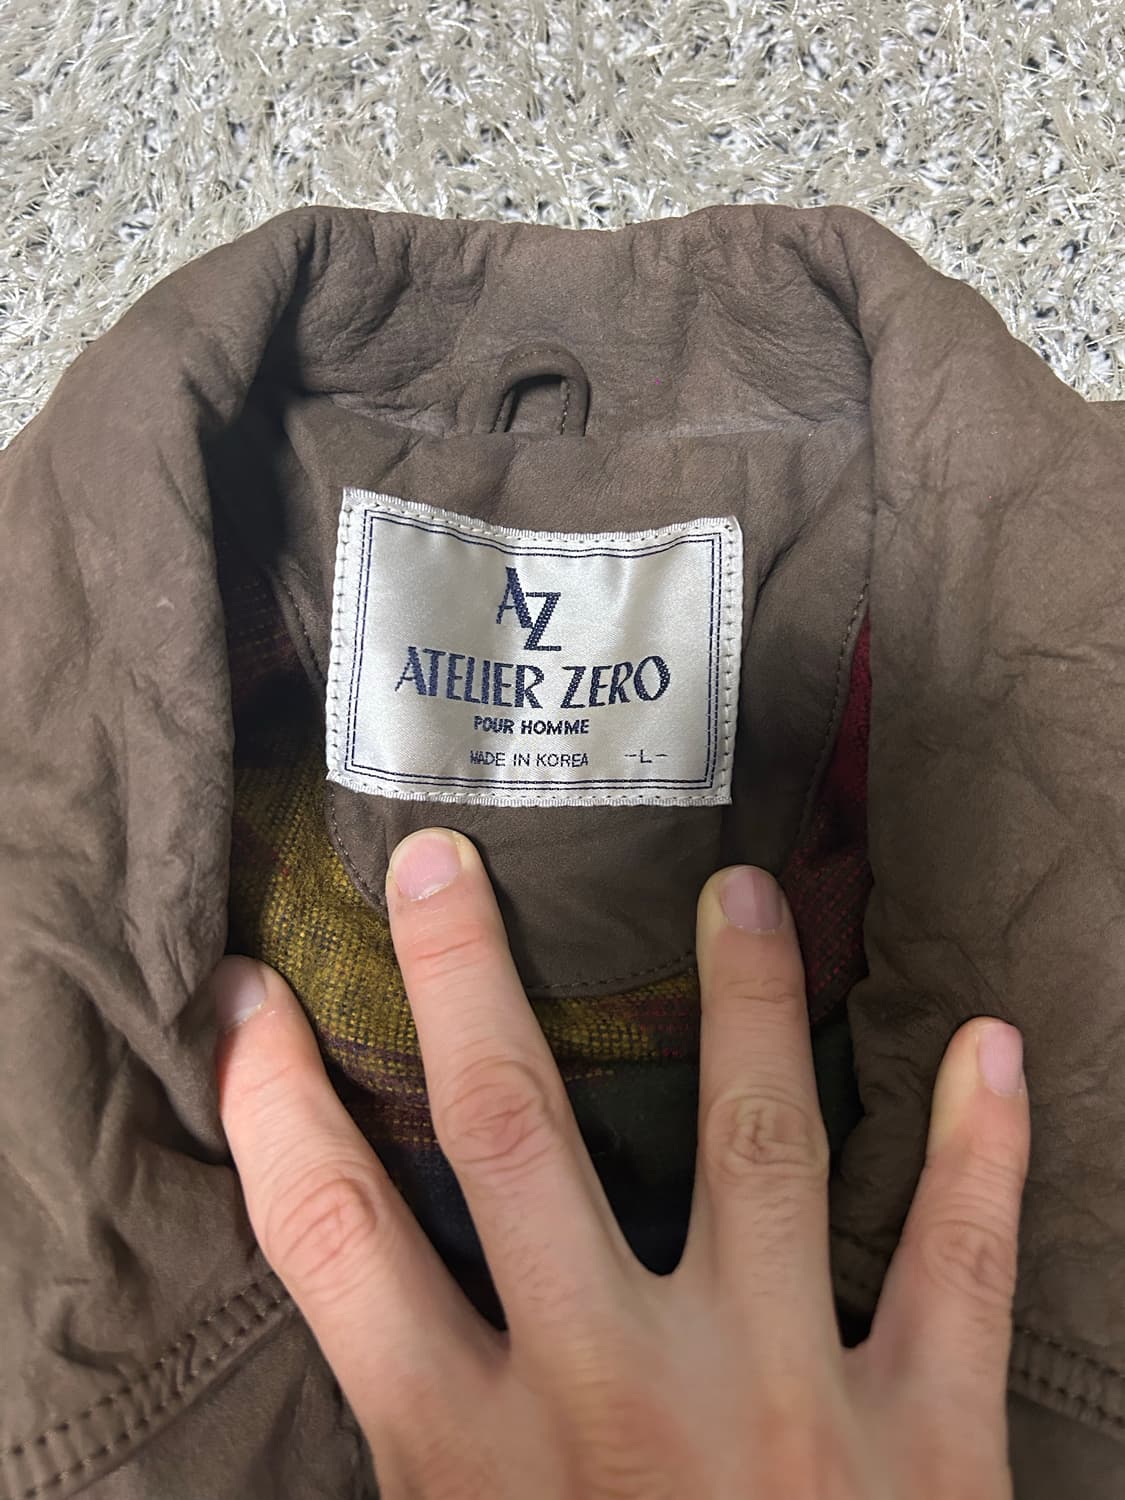 AZ
ATELIER ZERO
POUR HOMME
MADE IN KOREA -L-